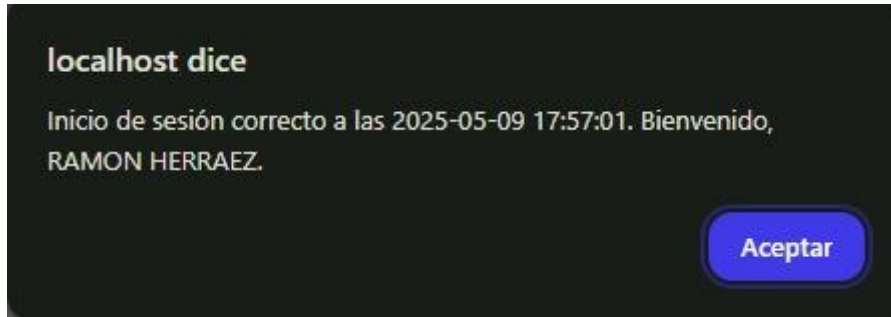 localhost dice
Inicio de sesión correcto a las 2025-05-09 17:57:01. Bienvenido,
RAMON HERRAEZ.
Aceptar